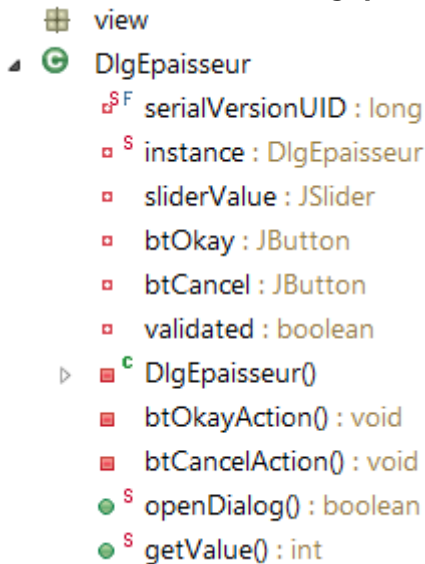 view
DlgEpaisseur
serialVersionUID : long
instance : DlgEpaisseur
sliderValue : JSlider
btOkay : JButton
btCancel : JButton
validated : boolean
DlgEpaisseur()
btOkayAction() : void
btCancelAction() : void
openDialog() : boolean
getValue() : int